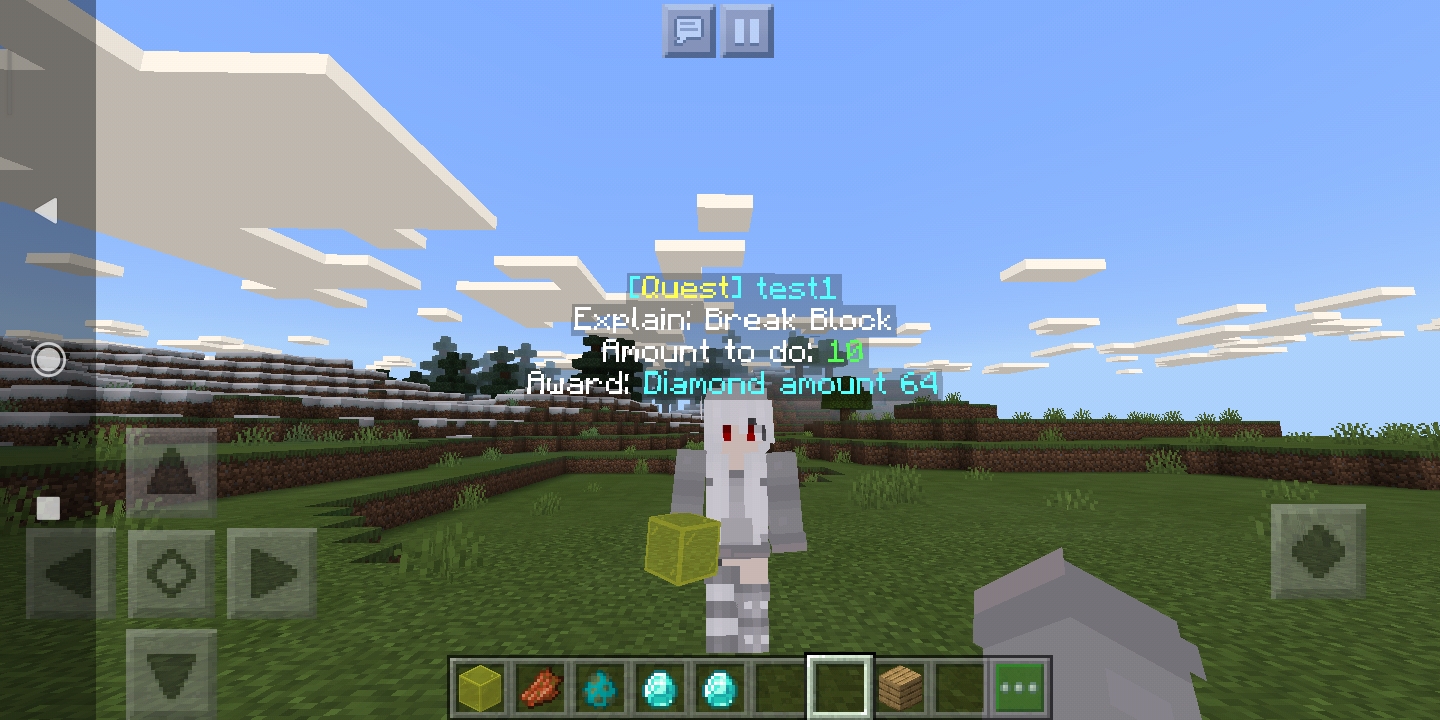 [Quest] test1
Explain: Break Block
Amount to do: 10
Award: Diamond amount 64